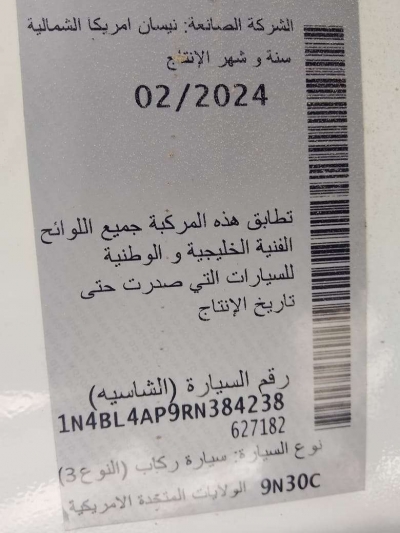 الشركة الصانعة: نيسان امريكا الشمالية
سنة و شهر الإنتاج
02/2024
تطابق هذه المركبة جميع اللوائح
الفنية الخليجية و الوطنية
للسيارات التي صدرت حتى
تاريخ الإنتاج
رقم السيارة (الشاسيه)
1N4BL4AP9RN384238
627182
نوع السيارة: سيارة ركاب (النوع 3)
9N30C الولايات المتحدة الامريكية